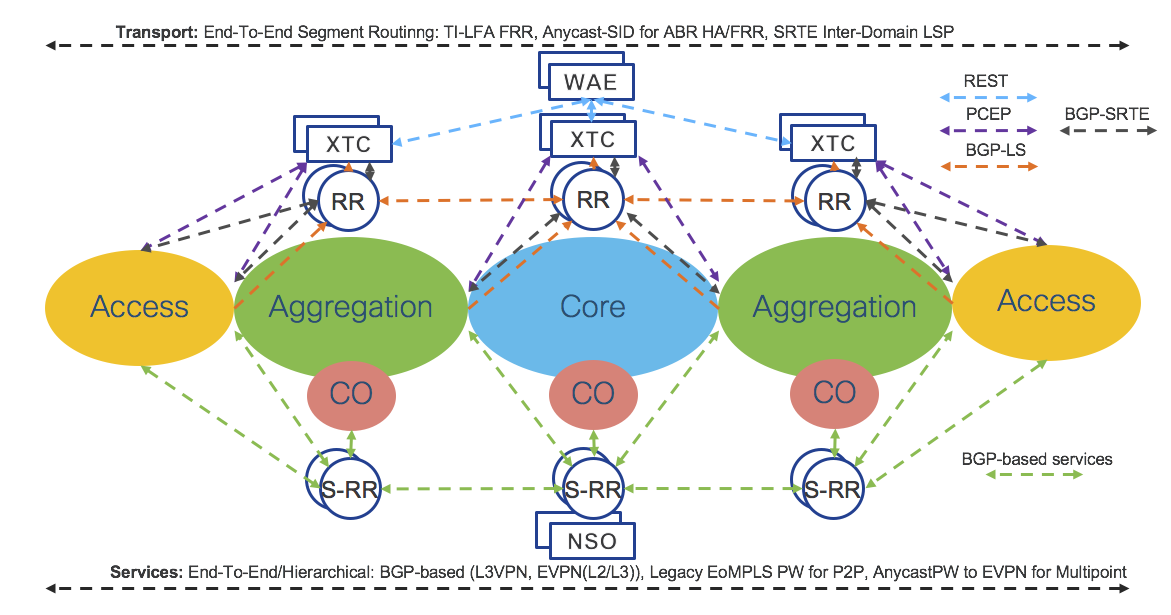 Transport: End-To-End Segment Routinng: TI-LFA FRR, Anycast-SID for ABR HA/FRR, SRTE Inter-Domain LSP
WAE
REST
PCEP
BGP-SRTE
BGP-LS
XTC
XTC
XTC
RR
RR
RR
Access
Aggregation
Core
Aggregation
Access
CO
CO
CO
BGP-based services
S-RR
S-RR
S-RR
NSO
Services: End-To-End/Hierarchical: BGP-based (L3VPN, EVPN(L2/L3)), Legacy EoMPLS PW for P2P, AnycastPW to EVPN for Multipoint